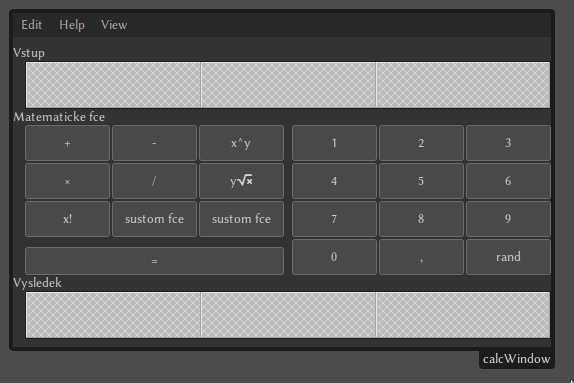 Edit Help View
Vstup
Matematicke fce
+ - x^y 1 2 3
× / y√x 4 5 6
x! sustom fce sustom fce 7 8 9
= 0 , rand
Vysledek
calcWindow